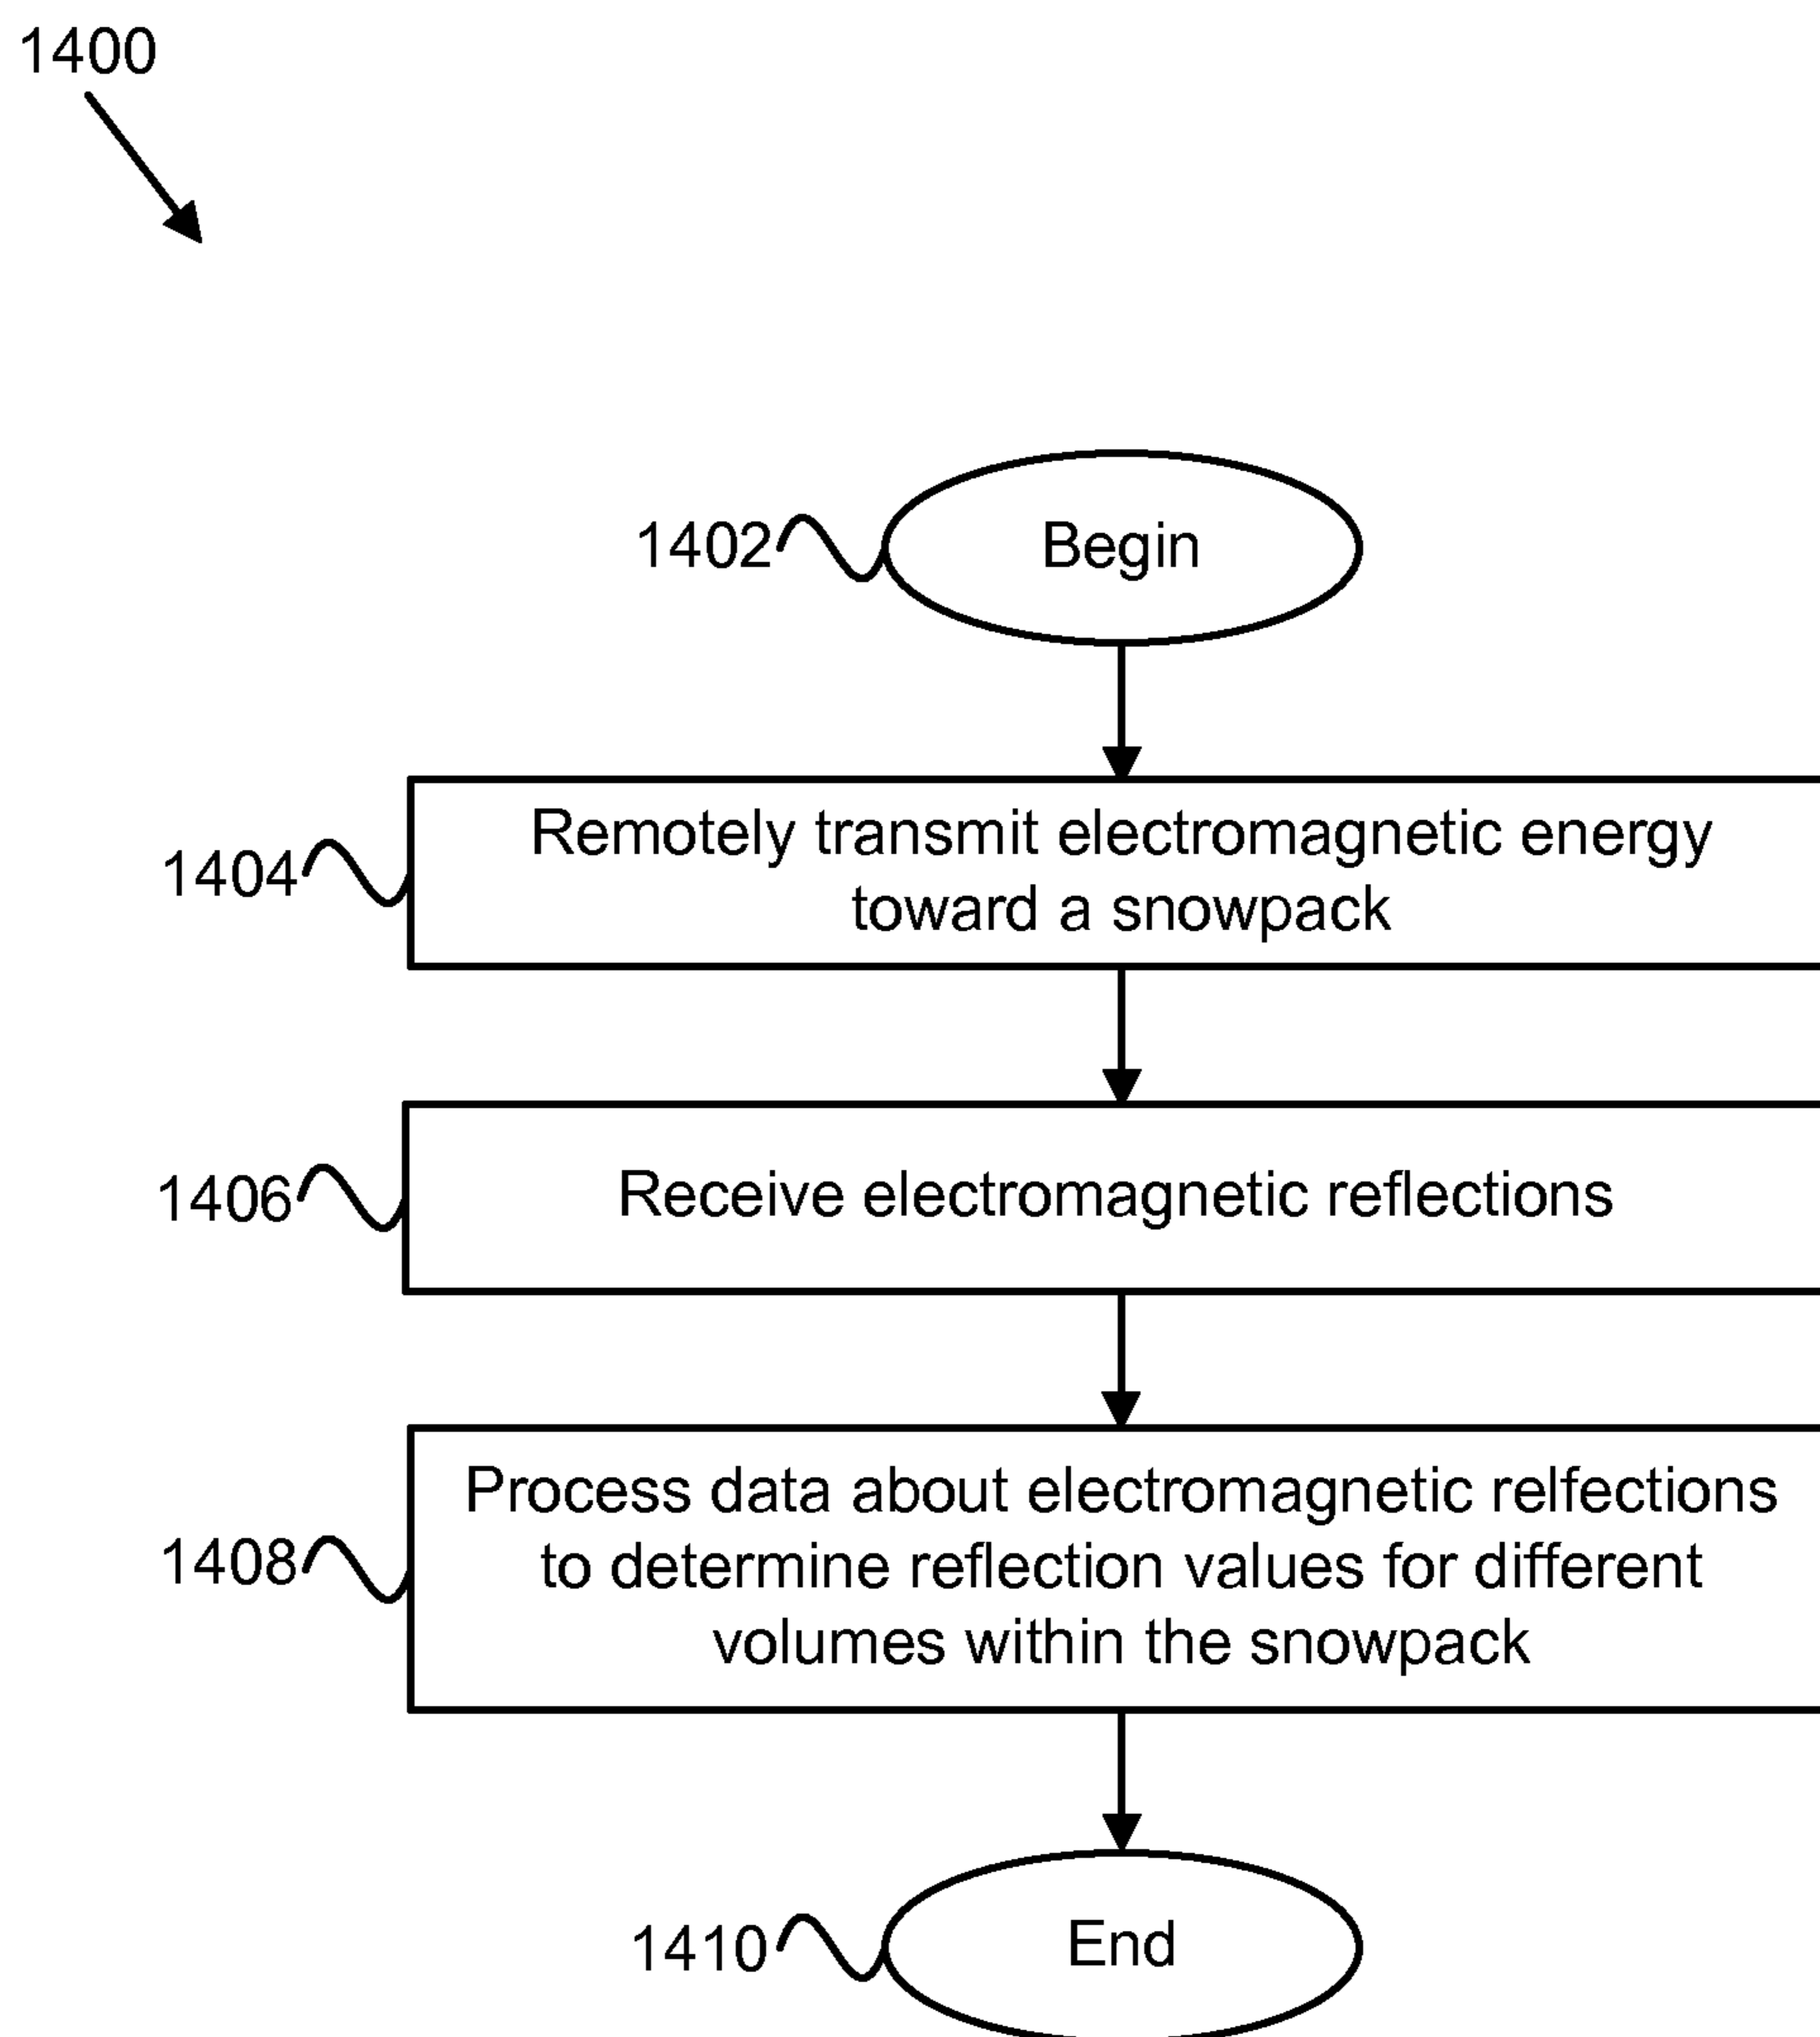 1400
1402
Begin
1404
Remotely transmit electromagnetic energy
toward a snowpack
1406
Receive electromagnetic reflections
1408
Process data about electromagnetic relfections
to determine reflection values for different
volumes within the snowpack
1410
End